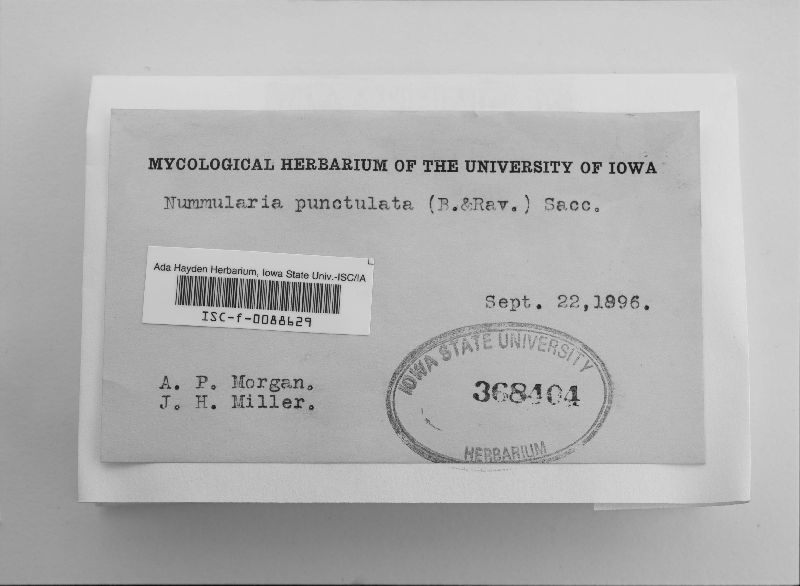 MYCOLOGICAL HERBARIUM OF THE UNIVERSITY OF IOWA
Nummularia punctulata (B.&Rav.) Sacc.
Ada Hayden Herbarium, Iowa State Univ.-ISC/IA
ISC-f-0088629
Sept. 22,1896.
A. P. Morgan.
J. H. Miller.
IOWA STATE UNIVERSITY
368404
HERBARIUM